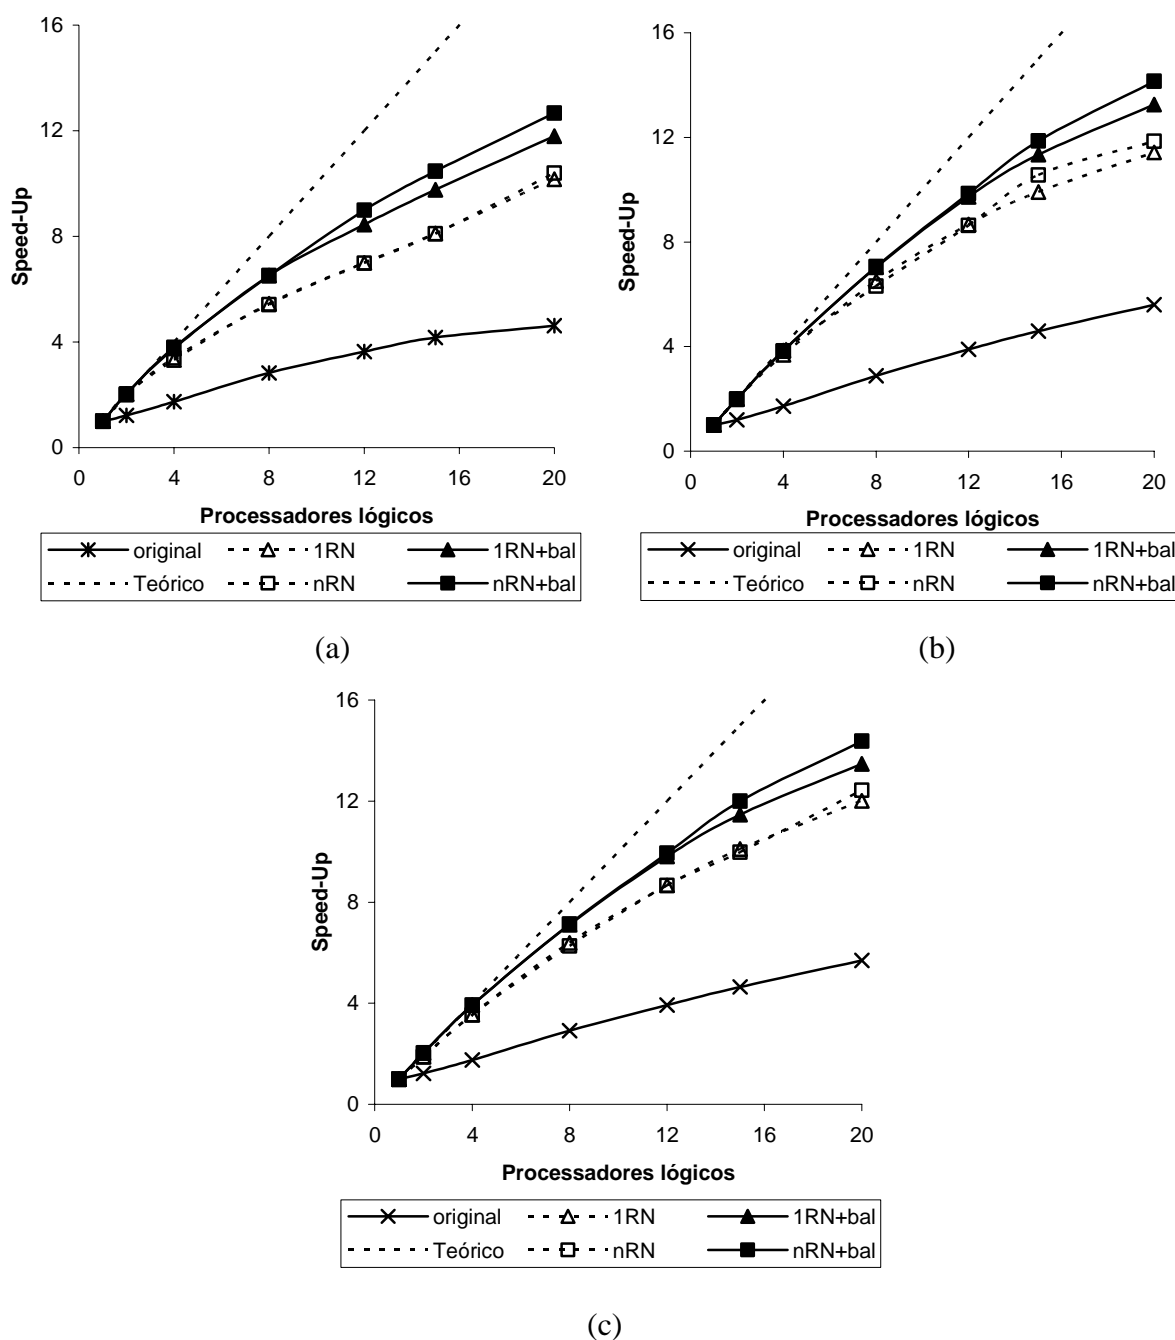 16
12
8
4
0
Speed-Up
0 4 8 12 16 20
Processadores lógicos
original 1RN 1RN+bal
Teórico nRN nRN+bal
(a)
16
12
8
4
0
Speed-Up
0 4 8 12 16 20
Processadores lógicos
original 1RN 1RN+bal
Teórico nRN nRN+bal
(b)
16
12
8
4
0
Speed-Up
0 4 8 12 16 20
Processadores lógicos
original 1RN 1RN+bal
Teórico nRN nRN+bal
(c)